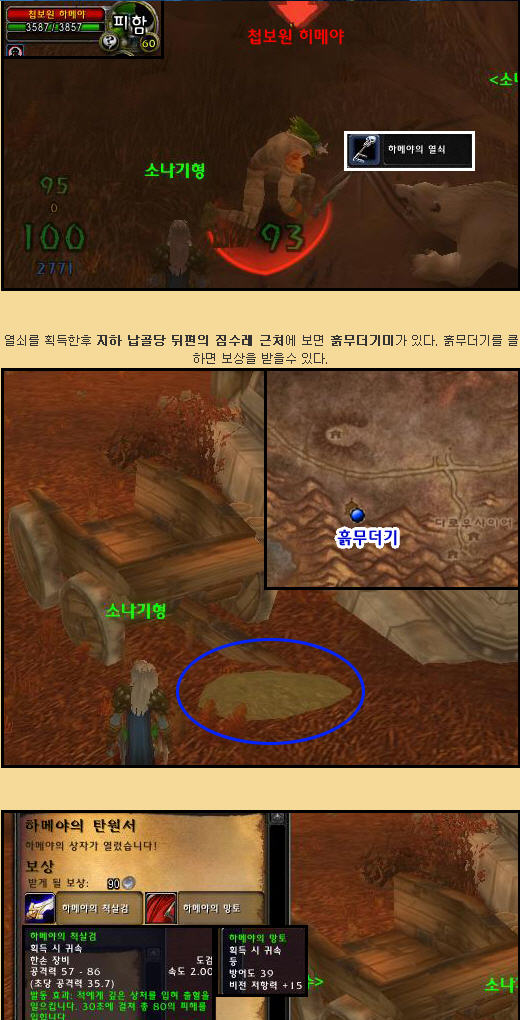 첩보원 히메야
3587 / 3857
피함
60
첩보원 히메야
<소
소나기형
하메야의 열쇠
95
0
100
2771
93
열쇠를 획득한후 지하 납골당 뒤편의 짐수레 근처에 보면 흙무더기미가 있다. 흙무더기를 클
하면 보상을 받을수 있다.
흙무더기
다로우샤이어
소나기형
하메야의 탄원서
하메야의 상자가 열렸습니다!
보상
받게 될 보상: 90
하메야의 척살검
하메야의 망토
하메야의 척살검
획득 시 귀속
한손 장비 도검
공격력 57 - 86 속도 2.00
(초당 공격력 35.7)
발동 효과: 적에게 깊은 상처를 입혀 출혈을
일으킵니다. 30초에 걸쳐 총 80의 피해를
입힙니다.
하메야의 망토
획득 시 귀속
등
방어도 39
비전 저항력 +15
소나